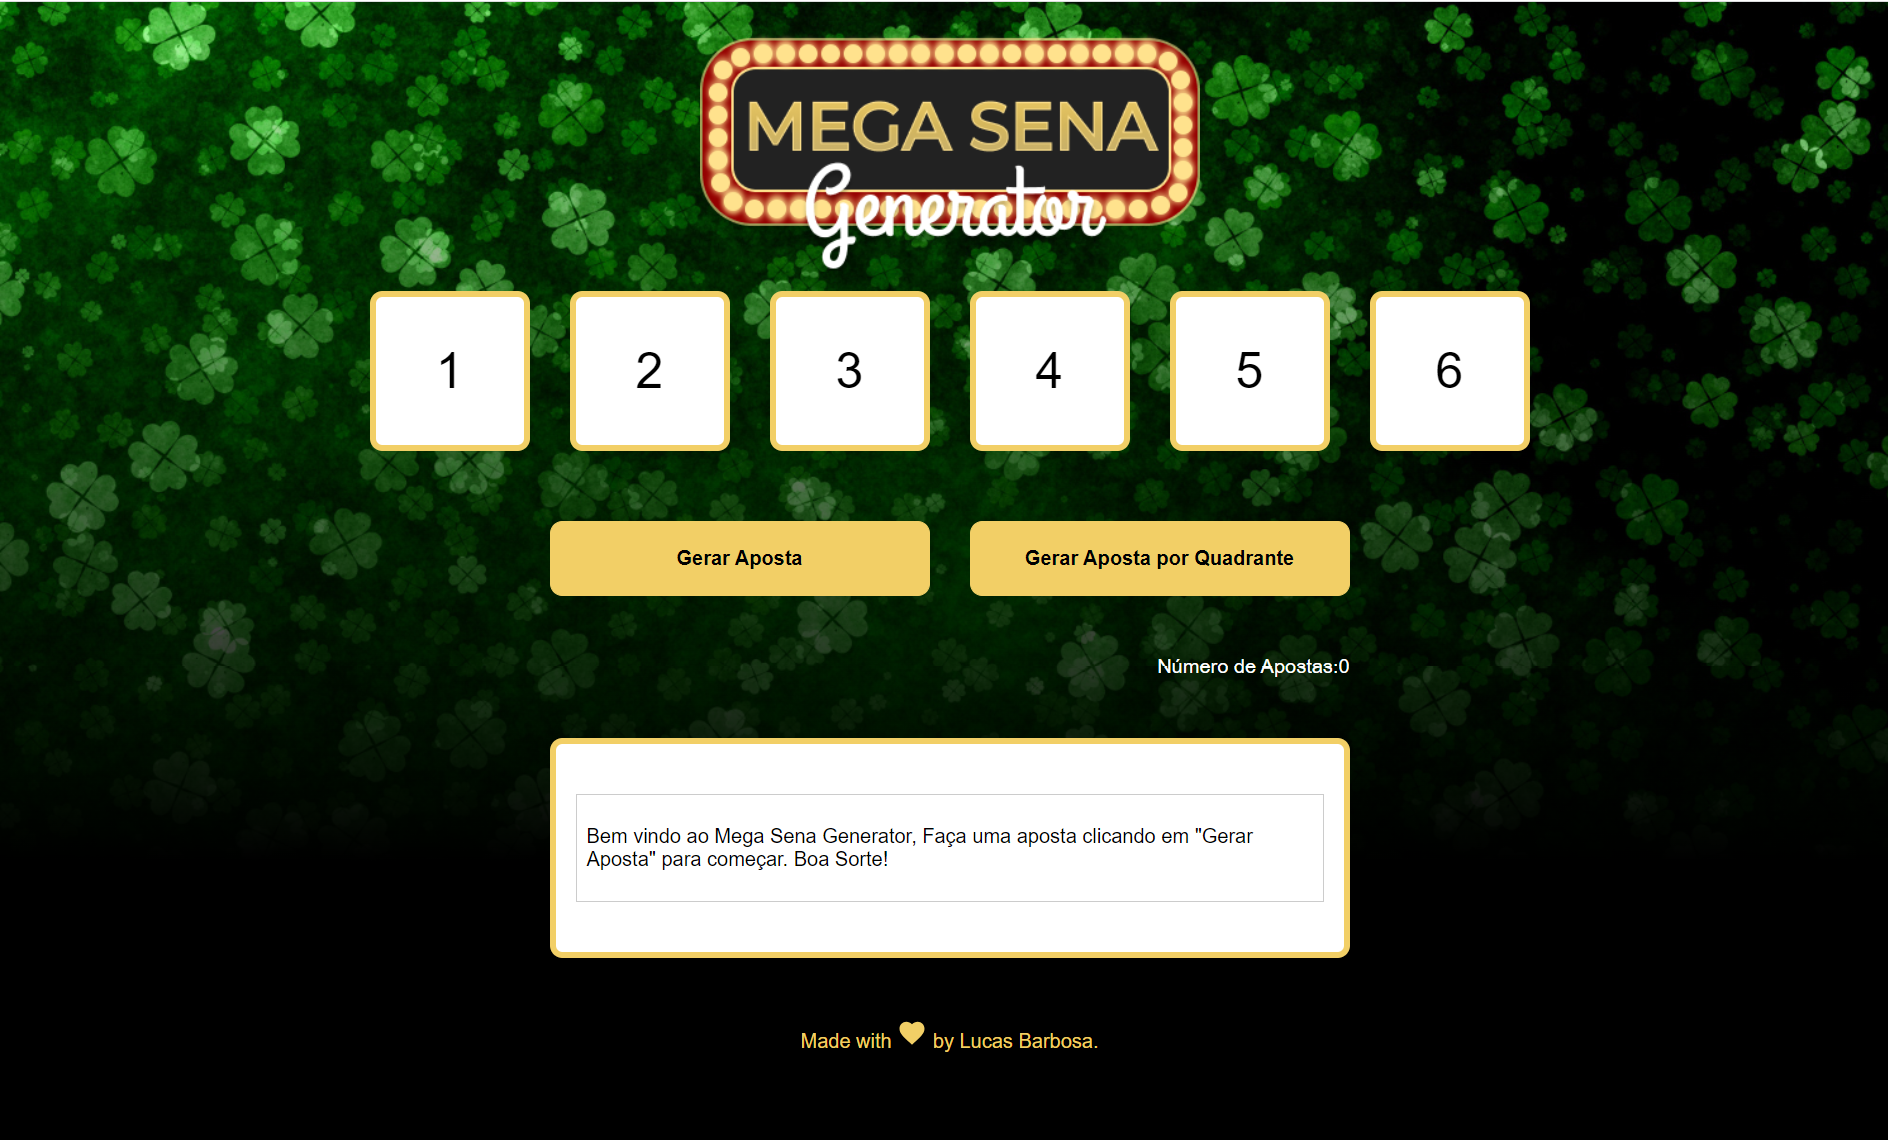 MEGA SENA
Generator
1 2 3 4 5 6
Gerar Aposta
Gerar Aposta por Quadrante
Número de Apostas:0
Bem vindo ao Mega Sena Generator, Faça uma aposta clicando em "Gerar
Aposta" para começar. Boa Sorte!
Made with by Lucas Barbosa.